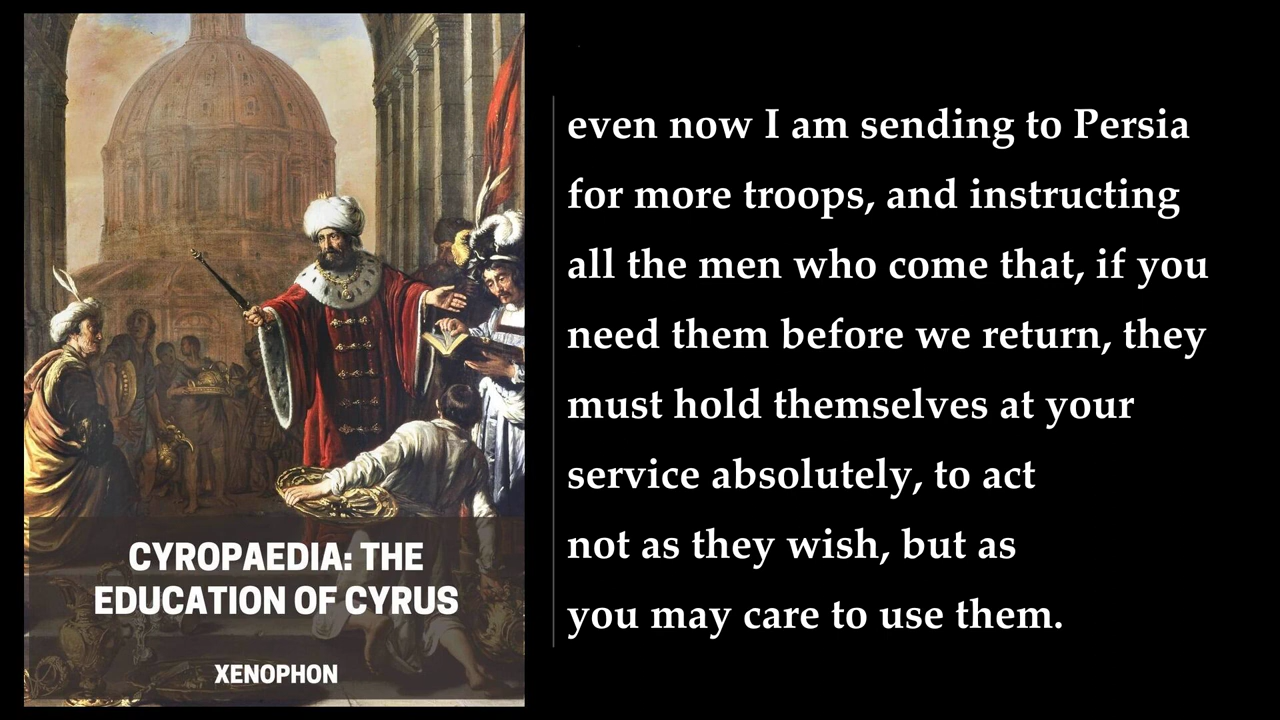 CYROPAEDIA: THE
EDUCATION OF CYRUS
XENOPHON
even now I am sending to Persia
for more troops, and instructing
all the men who come that, if you
need them before we return, they
must hold themselves at your
service absolutely, to act
not as they wish, but as
you may care to use them.